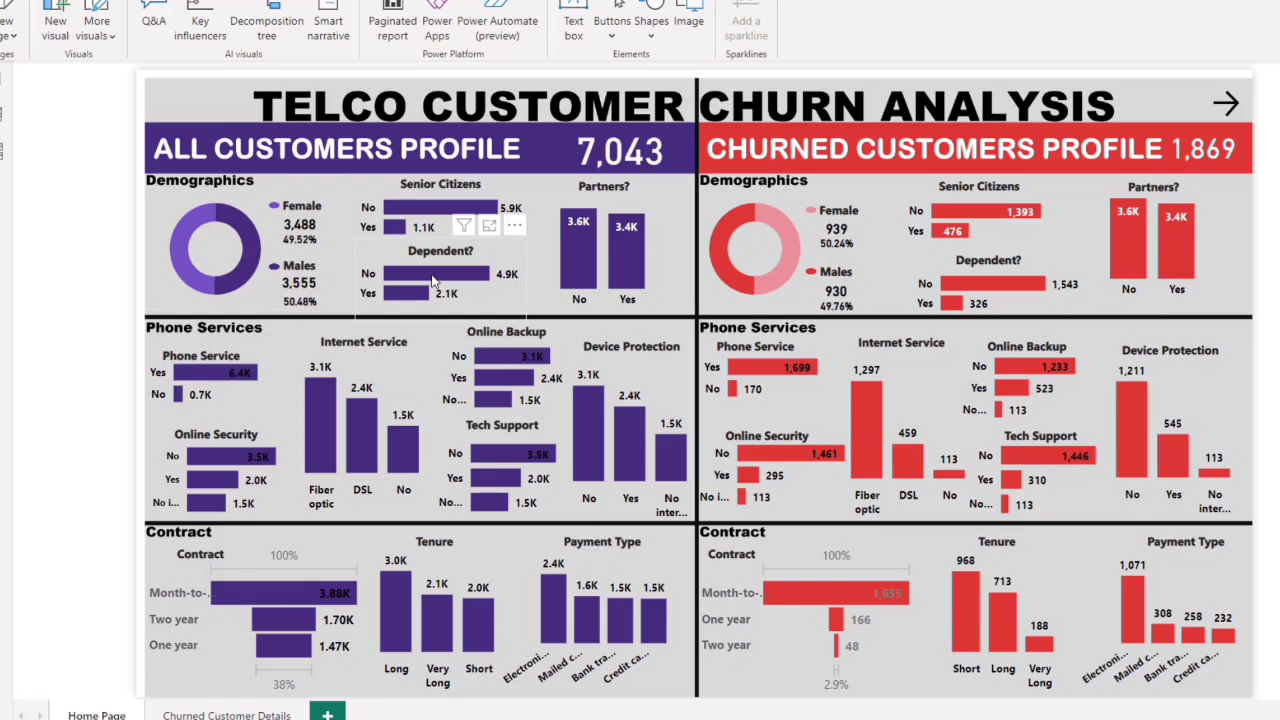 New
visual
More
visuals
Visuals
Q&A
Key
influencers
Decomposition
tree
Smart
narrative
AI visuals
Paginated
report
Power
Apps
Power Automate
(preview)
Power Platform
Text
box
Buttons
Shapes
Image
Elements
Add a
sparkline
Sparklines
TELCO CUSTOMER CHURN ANALYSIS
ALL CUSTOMERS PROFILE 7,043
Demographics
Female
3,488
49.52%
Males
3,555
50.48%
Senior Citizens
No 5.9K
Yes 1.1K
Dependent?
No 4.9K
Yes 2.1K
Partners?
3.6K 3.4K
No Yes
Phone Services
Phone Service
Yes 6.4K
No 0.7K
Online Security
No 3.5K
Yes 2.0K
No i... 1.5K
Internet Service
3.1K 2.4K 1.5K
Fiber
optic
DSL No
Online Backup
No 3.1K
Yes 2.4K
No... 1.5K
Tech Support
No 3.5K
Yes 2.0K
No... 1.5K
Device Protection
3.1K 2.4K 1.5K
No Yes No
inter...
Contract
Contract
100%
Month-to-... 3.88K
Two year 1.70K
One year 1.47K
38%
Tenure
3.0K 2.1K 2.0K
Long Very
Long
Short
Payment Type
2.4K 1.6K 1.5K 1.5K
Electroni... Mailed c... Bank tra... Credit ca...
CHURNED CUSTOMERS PROFILE 1,869
Demographics
Female
939
50.24%
Males
930
49.76%
Senior Citizens
No 1,393
Yes 476
Dependent?
No 1,543
Yes 326
Partners?
3.6K 3.4K
No Yes
Phone Services
Phone Service
Yes 1,699
No 170
Online Security
No 1,461
Yes 295
No i... 113
Internet Service
1,297 459 113
Fiber
optic
DSL No
Online Backup
No 1,233
Yes 523
No... 113
Tech Support
No 1,446
Yes 310
No... 113
Device Protection
1,211 545 113
No Yes No
inter...
Contract
Contract
100%
Month-to-... 1,655
One year 166
Two year 48
2.9%
Tenure
968 713 188
Short Long Very
Long
Payment Type
1,071 308 258 232
Electroni... Mailed c... Bank tra... Credit ca...
Home Page
Churned Customer Details
+